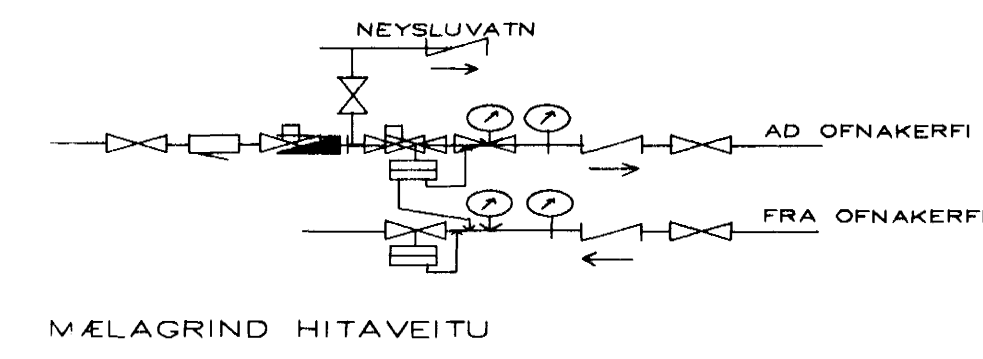 NEYSLUVATN
AD OFNAKERFI
FRA OFNAKERFI
MÆLAGRIND HITAVEITU